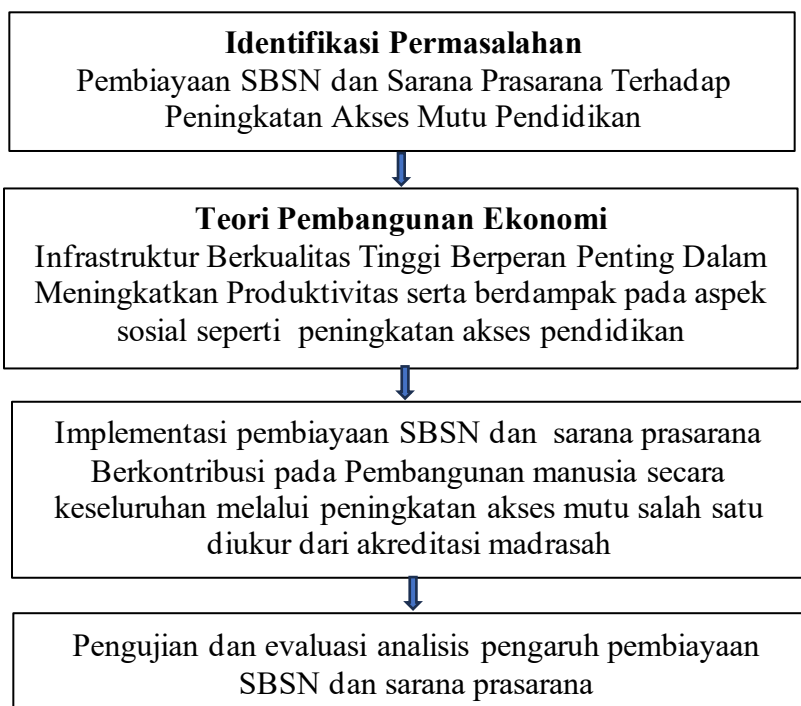 Identifikasi Permasalahan
Pembiayaan SBSN dan Sarana Prasarana Terhadap
Peningkatan Akses Mutu Pendidikan
Teori Pembangunan Ekonomi
Infrastruktur Berkualitas Tinggi Berperan Penting Dalam
Meningkatkan Produktivitas serta berdampak pada aspek
sosial seperti peningkatan akses pendidikan
Implementasi pembiayaan SBSN dan sarana prasarana
Berkontribusi pada Pembangunan manusia secara
keseluruhan melalui peningkatan akses mutu salah satu
diukur dari akreditasi madrasah
Pengujian dan evaluasi analisis pengaruh pembiayaan
SBSN dan sarana prasarana